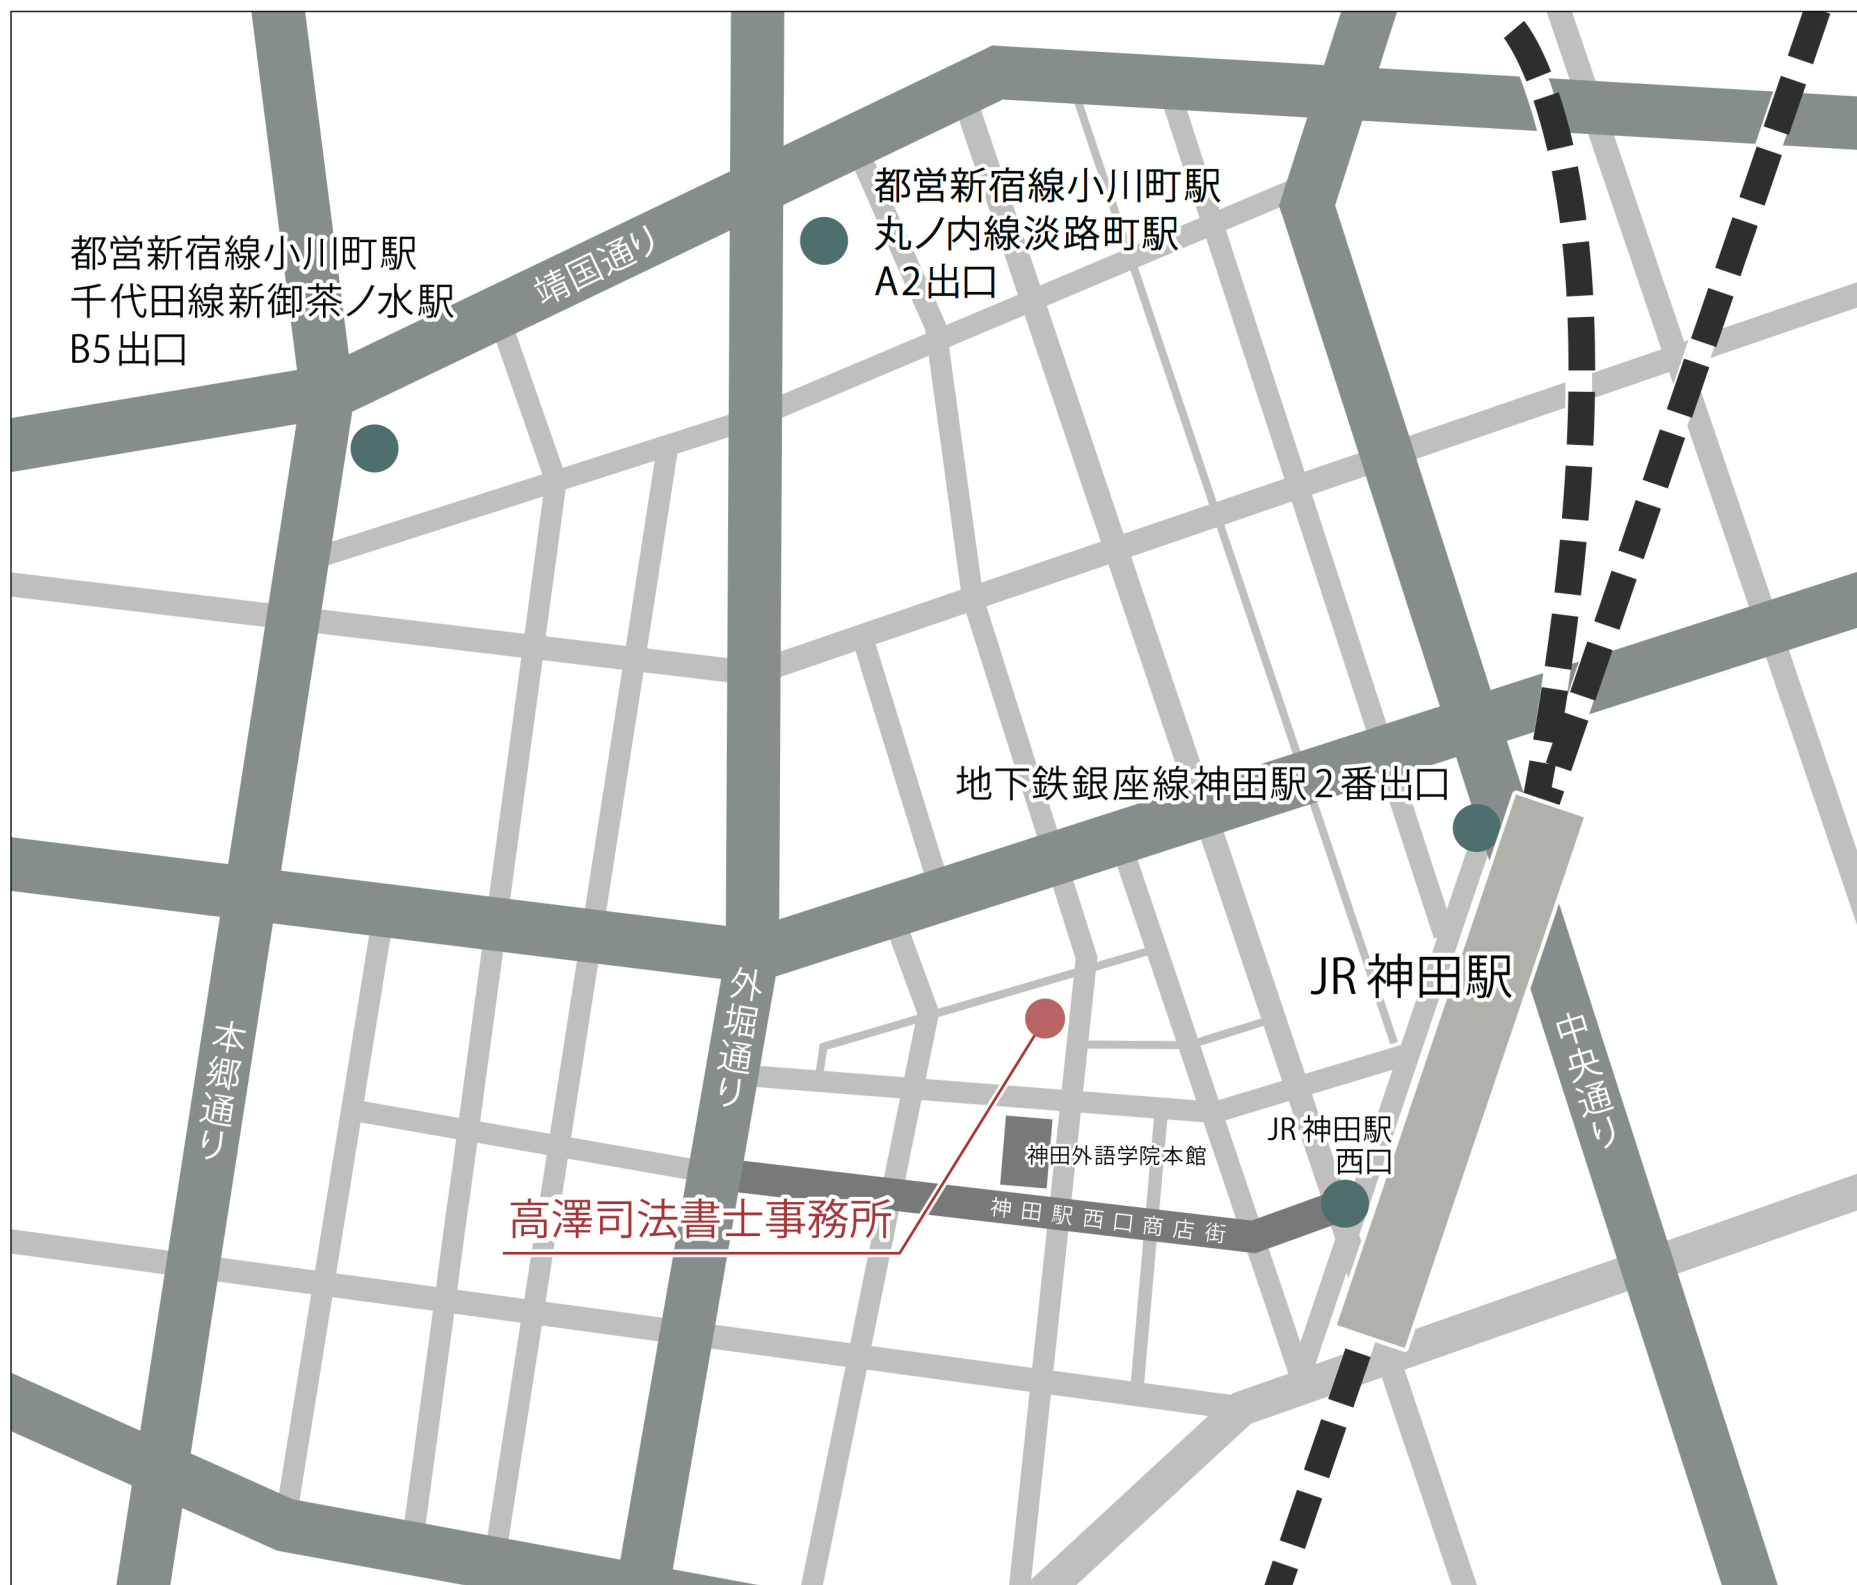 都営新宿線小川町駅
丸ノ内線淡路町駅
A2出口
都営新宿線小川町駅
千代田線新御茶ノ水駅
B5出口
靖国通り
地下鉄銀座線神田駅2番出口
JR神田駅
外堀通り
本郷通り
中央通り
JR神田駅
西口
神田外語学院本館
高澤司法書士事務所
神田駅西口商店街